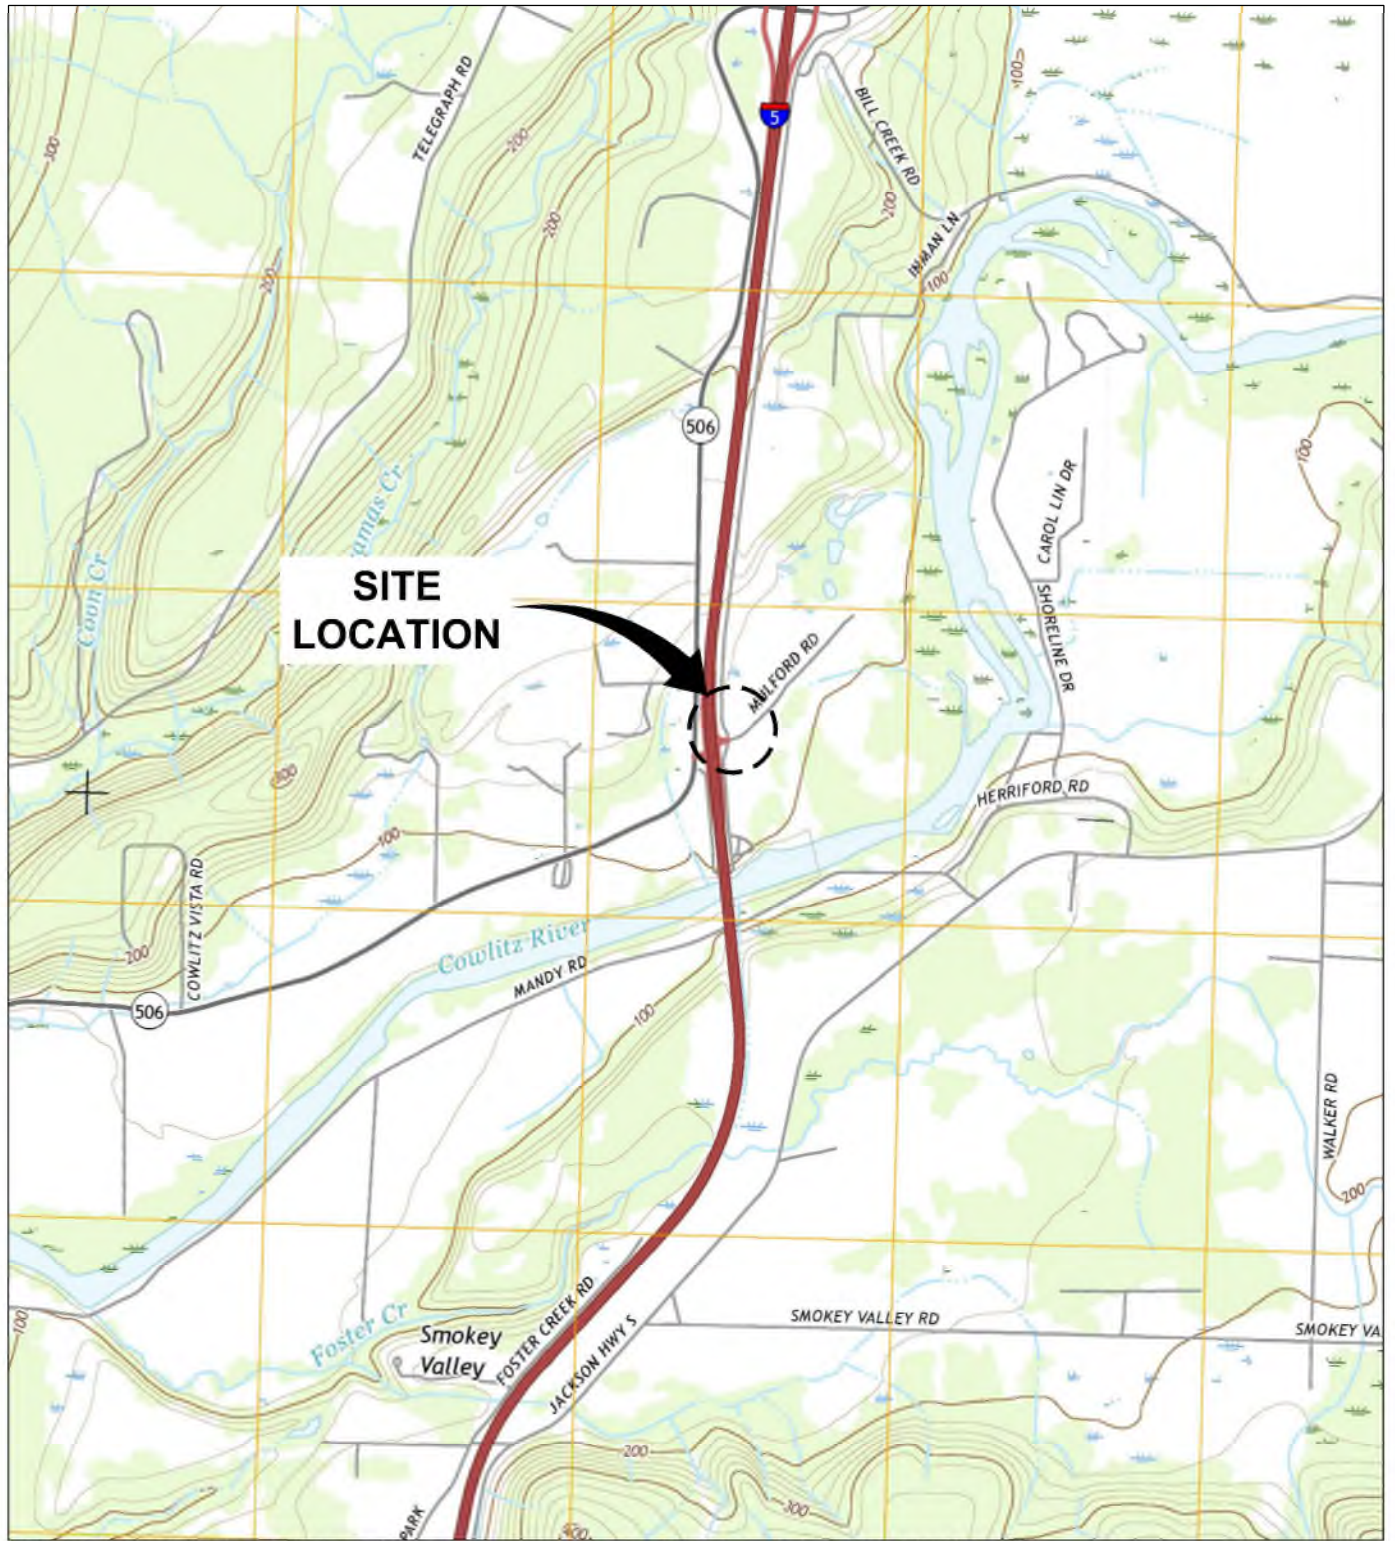 TELEGRAPH RD
5
BILL CREEK RD
100
300
200
200
200
INMAN LN
200
100
506
100
CAROL LIN DR
Coon Cr
SITE
LOCATION
SHORELINE DR
MULFORD RD
300
HERRIFORD RD
100
COWLITZ VISTA RD
Cowlitz River
200
MANDY RD
506
100
WALKER RD
200
100
Foster Cr
Smokey
Valley
FOSTER CREEK RD
JACKSON HWY S
SMOKEY VALLEY RD
SMOKEY VA
200
300
400
PARK